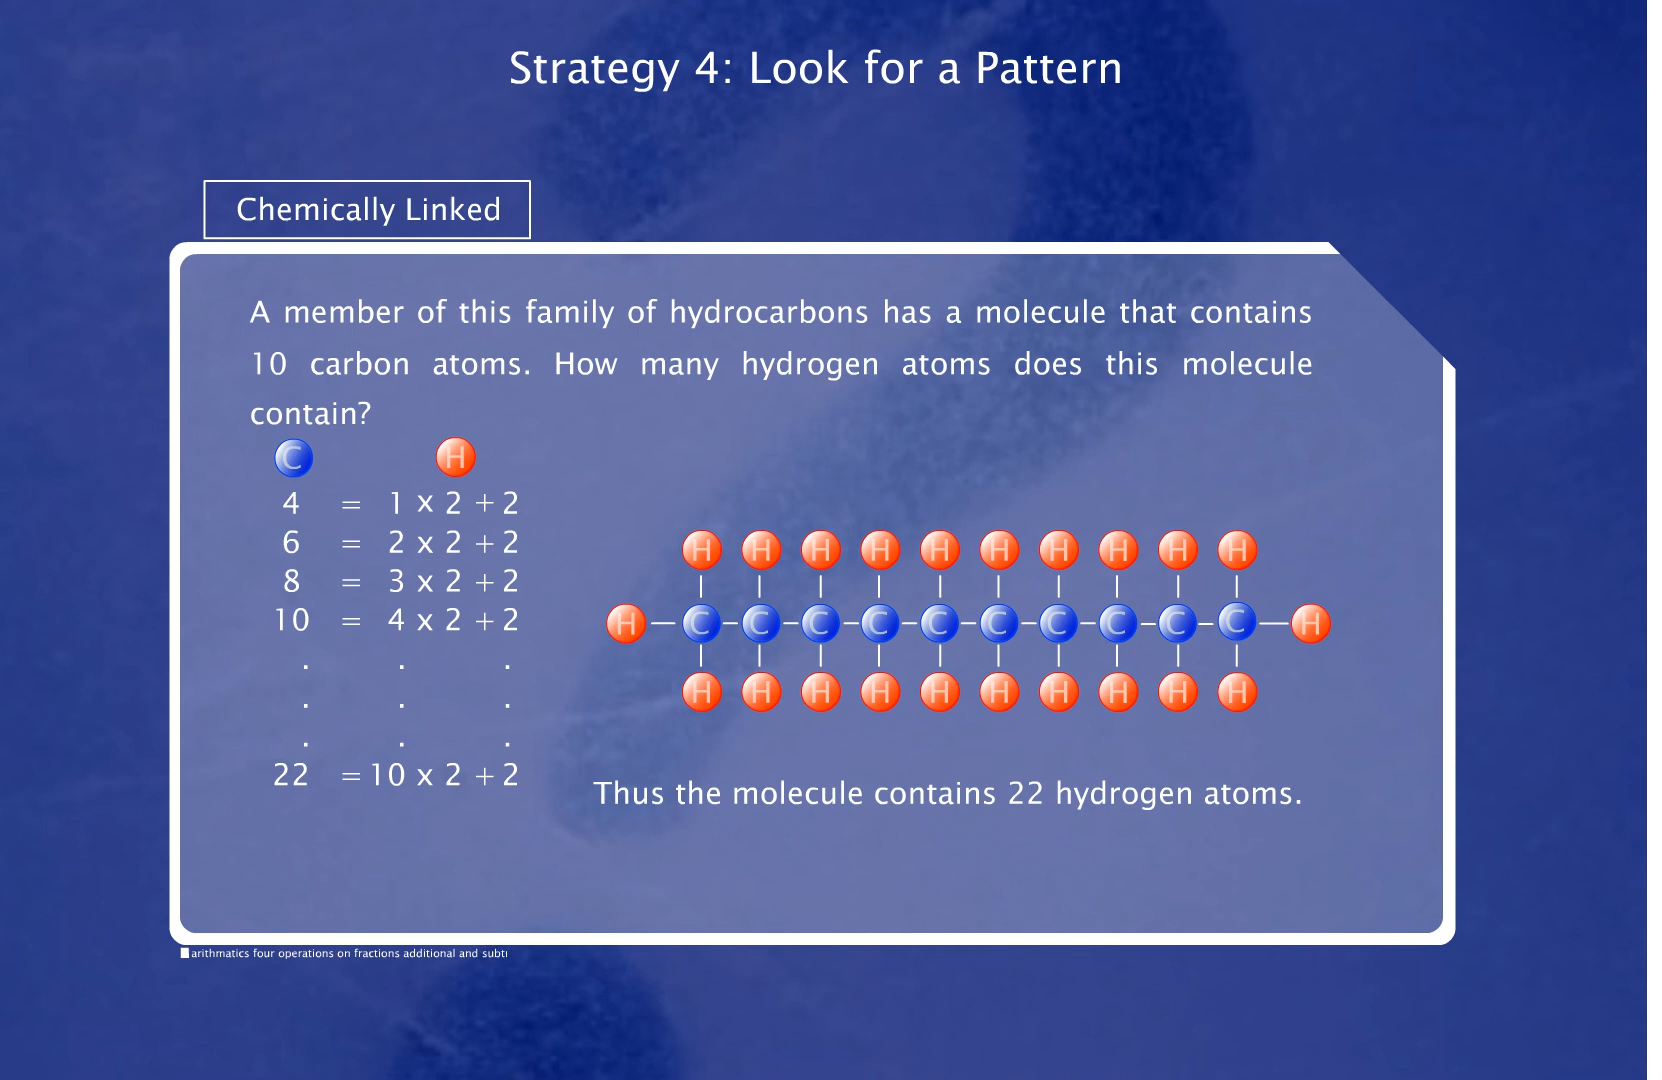 Strategy 4: Look for a Pattern
Chemically Linked
A member of this family of hydrocarbons has a molecule that contains
10 carbon atoms. How many hydrogen atoms does this molecule
contain?
C H
4 = 1 x 2 + 2
6 = 2 x 2 + 2
8 = 3 x 2 + 2
10 = 4 x 2 + 2
. . .
. . .
. . .
22 = 10 x 2 + 2
H H H H H H H H H H
H C C C C C C C C C C H
H H H H H H H H H H
Thus the molecule contains 22 hydrogen atoms.
arithmatics four operations on fractions additional and